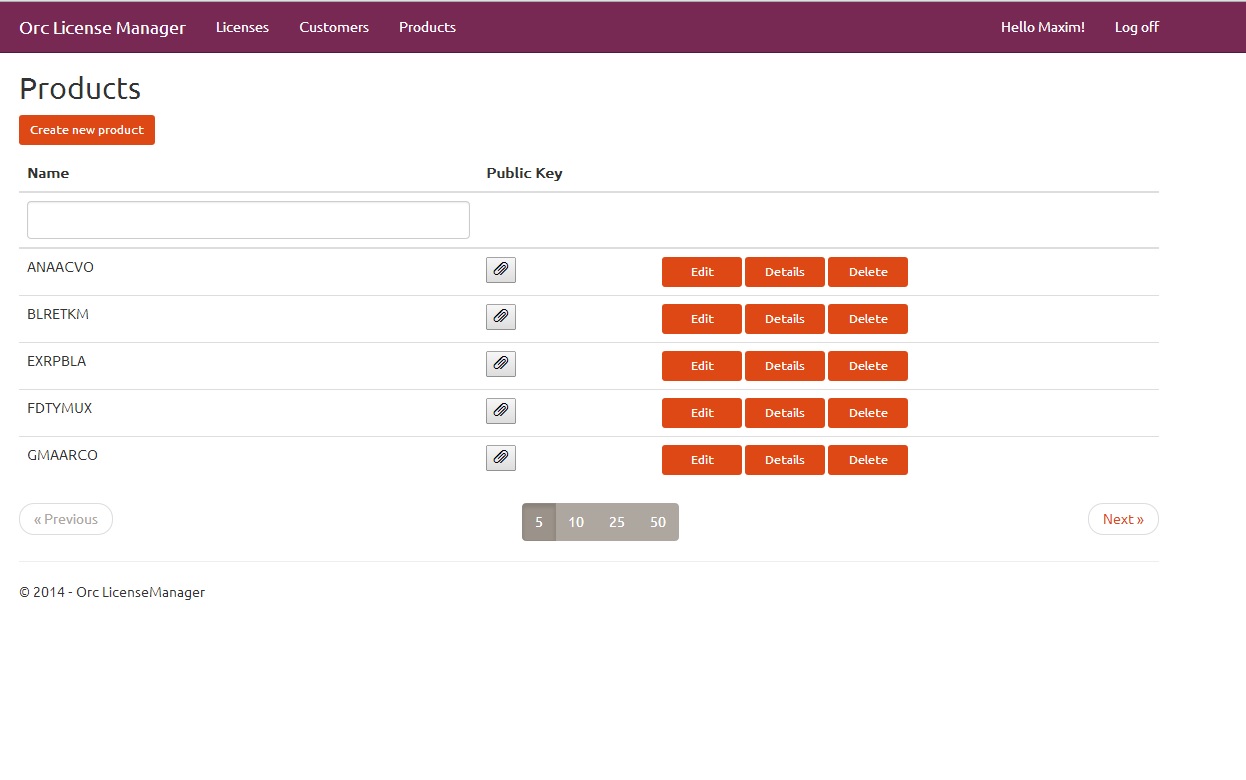 Orc License Manager Licenses Customers Products Hello Maxim! Log off
Products
Create new product
Name Public Key
ANAACVO Edit Details Delete
BLRETKM Edit Details Delete
EXRPBLA Edit Details Delete
FDTYMUX Edit Details Delete
GMAARCO Edit Details Delete
« Previous 5 10 25 50 Next »
© 2014 - Orc LicenseManager